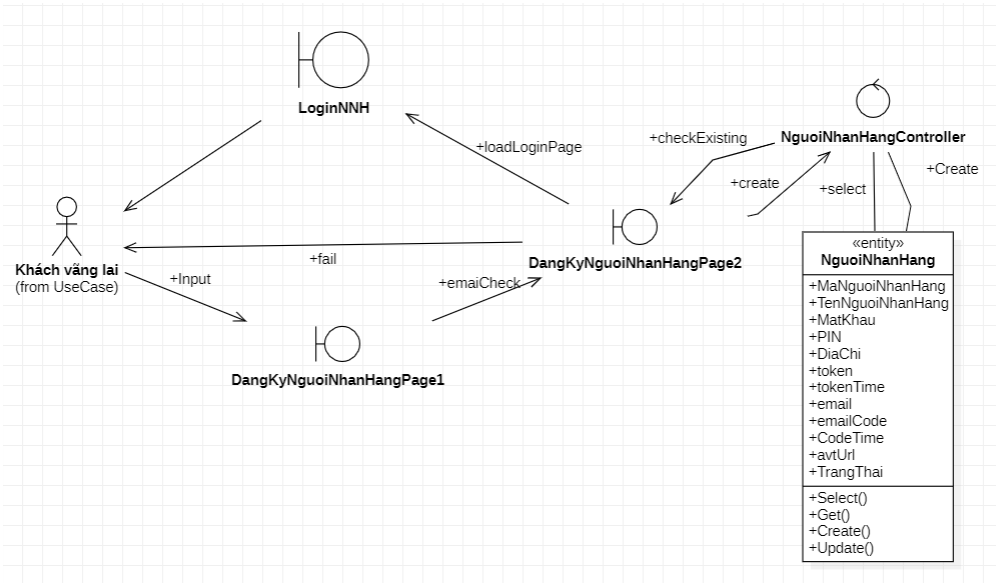 LoginNNH
+loadLoginPage
+checkExisting
NguoiNhanHangController
+create
+select
+Create
Khách vãng lai
(from UseCase)
+Input
+fail
+emaiCheck
DangKyNguoiNhanHangPage2
DangKyNguoiNhanHangPage1
«entity»
NguoiNhanHang
+MaNguoiNhanHang
+TenNguoiNhanHang
+MatKhau
+PIN
+DiaChi
+token
+tokenTime
+email
+emailCode
+CodeTime
+avtUrl
+TrangThai
+Select()
+Get()
+Create()
+Update()